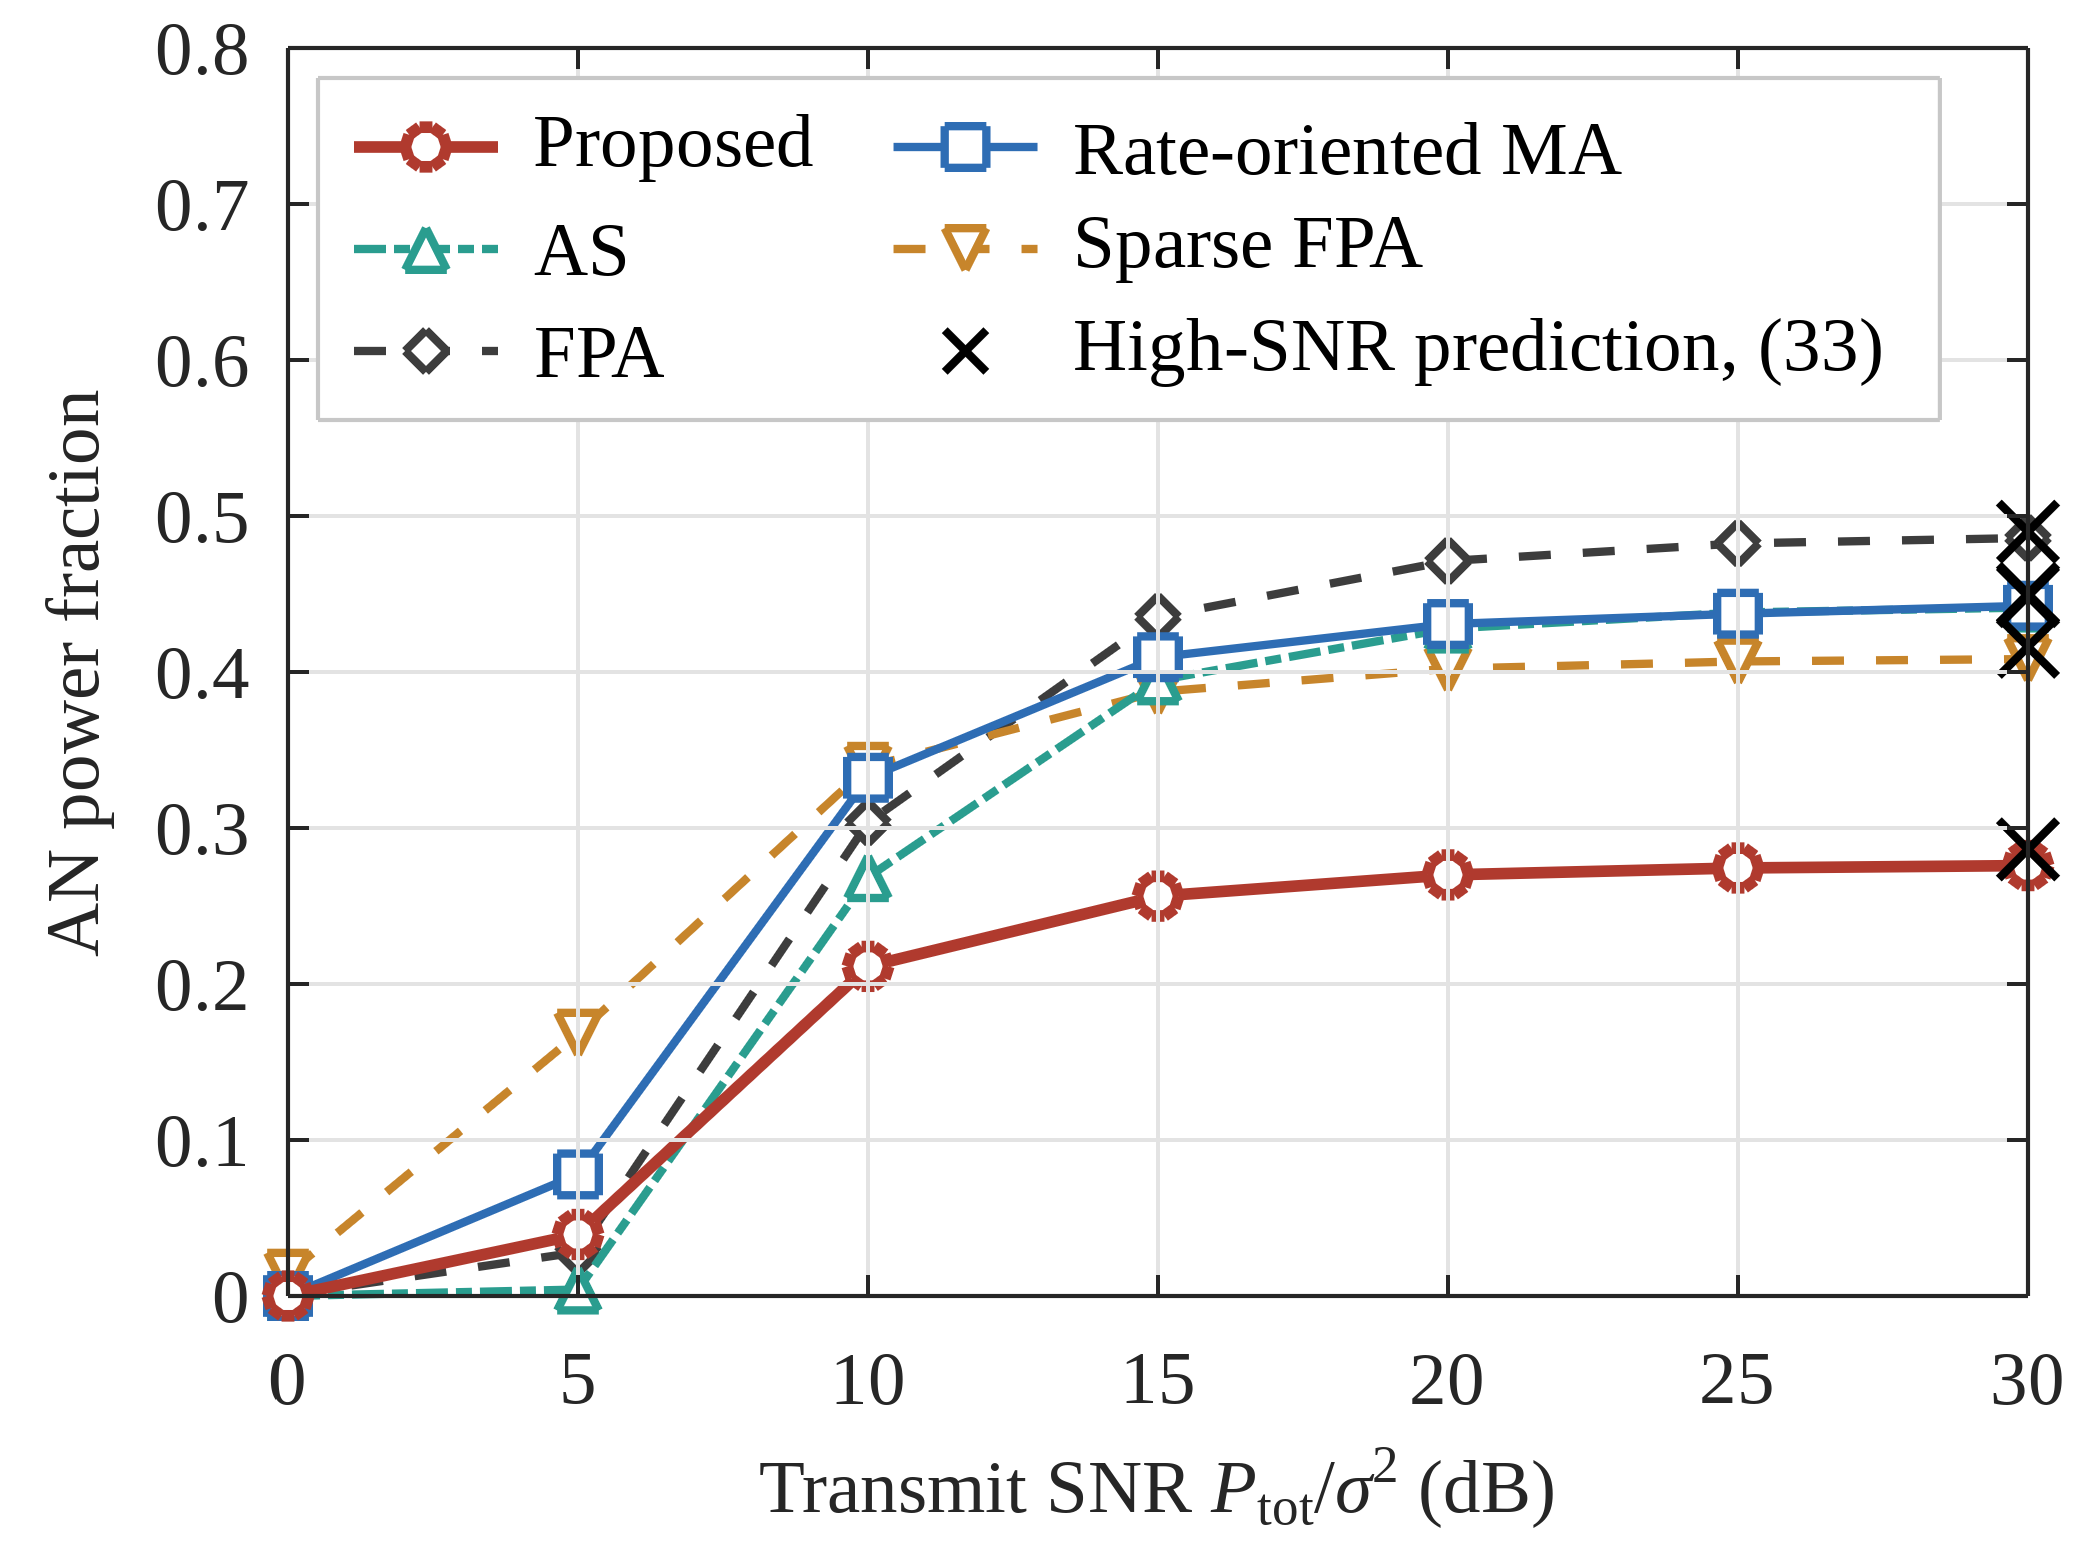 0.8
0.7
0.6
0.5
0.4
0.3
0.2
0.1
0
AN power fraction
Proposed
Rate-oriented MA
AS
Sparse FPA
FPA
High-SNR prediction, (33)
0 5 10 15 20 25 30
Transmit SNR P_tot/σ² (dB)